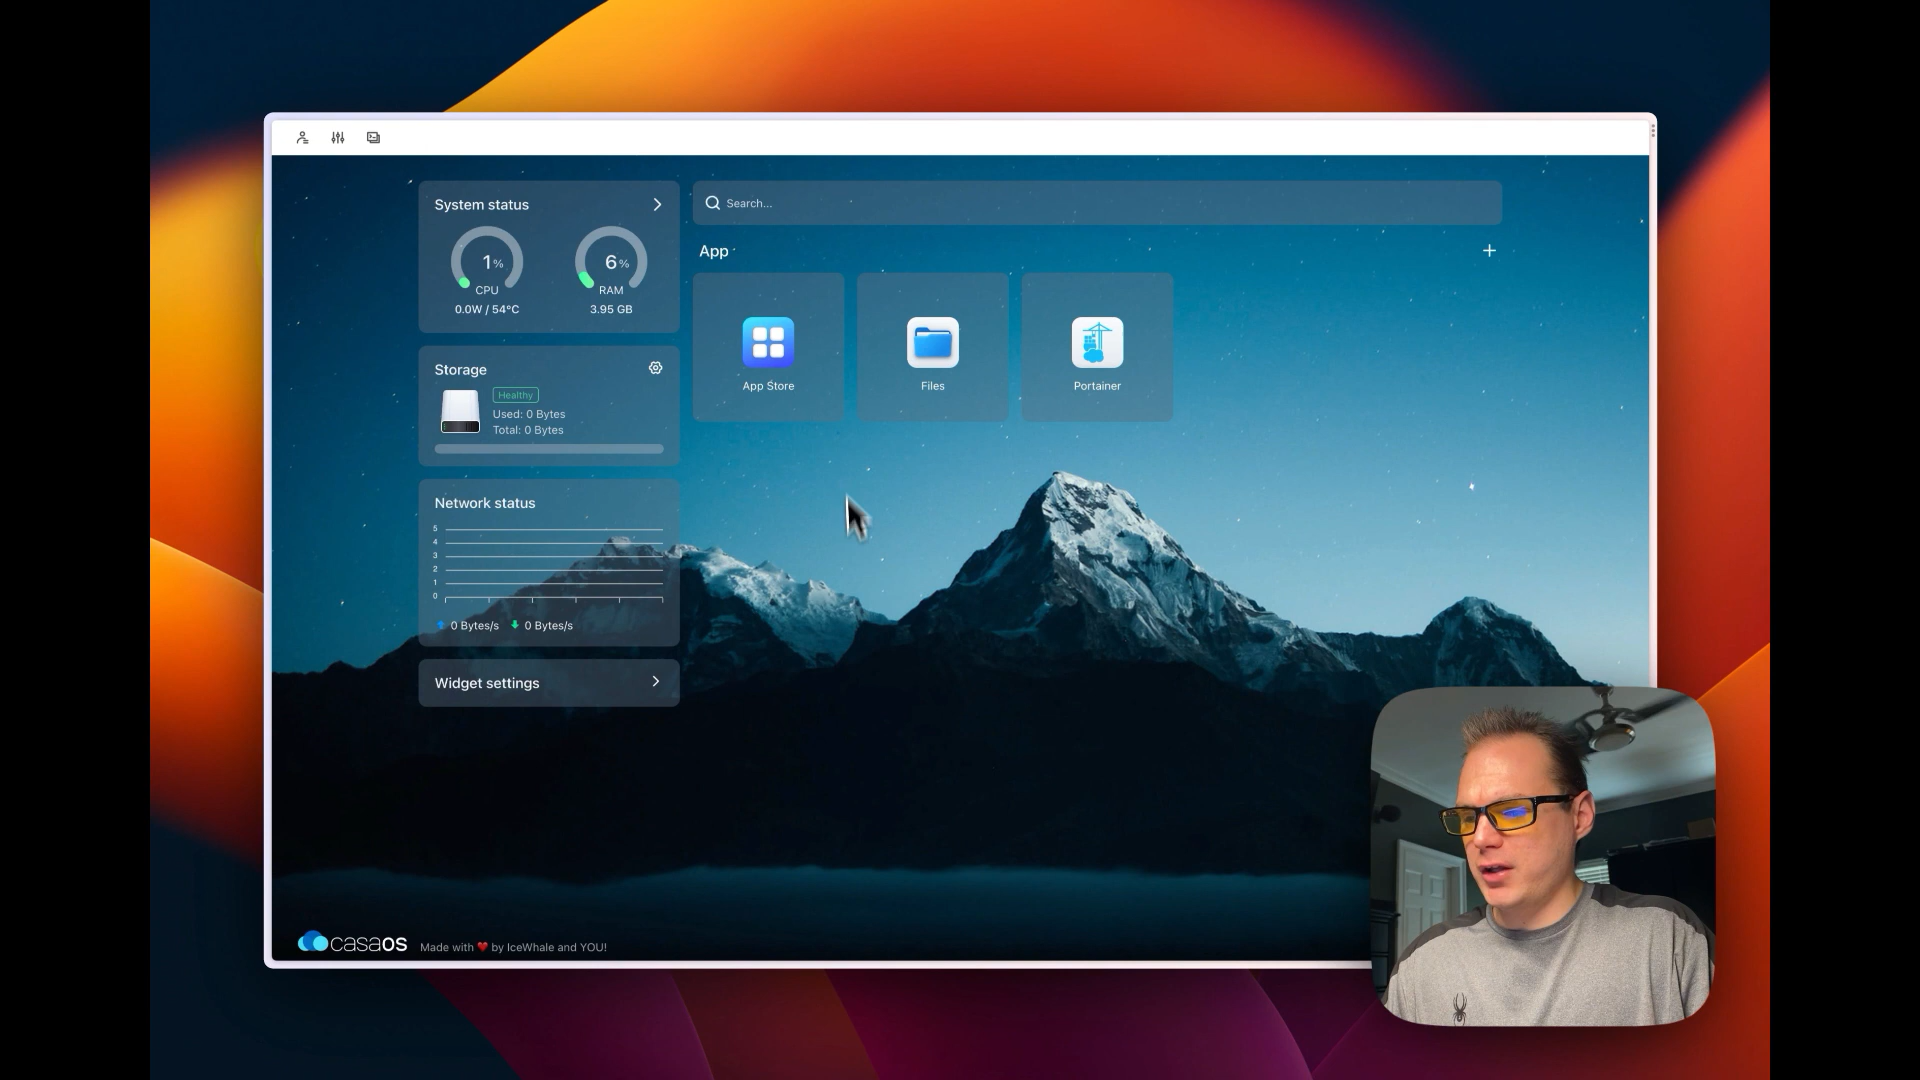 System status
1%
CPU
0.0W / 54°C
6%
RAM
3.95 GB
Storage
Healthy
Used: 0 Bytes
Total: 0 Bytes
Network status
5
4
3
2
1
0
0 Bytes/s
0 Bytes/s
Widget settings
Search...
App
App Store
Files
Portainer
casaOS
Made with ❤ by IceWhale and YOU!